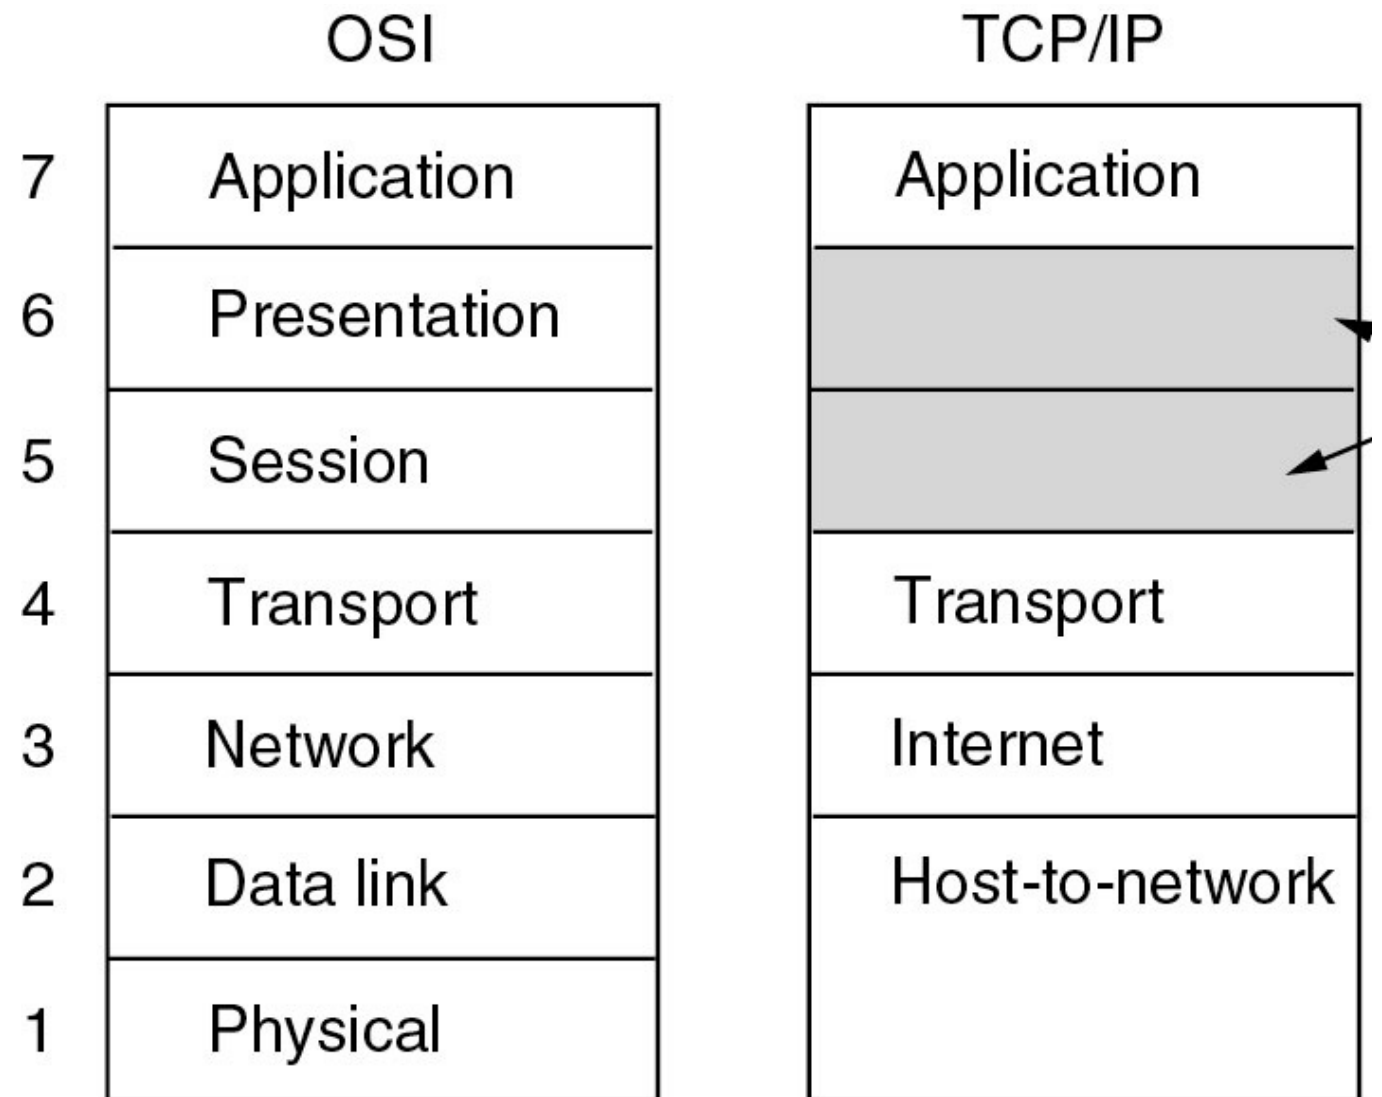 OSI TCP/IP
7 Application Application
6 Presentation
5 Session
4 Transport Transport
3 Network Internet
2 Data link Host-to-network
1 Physical